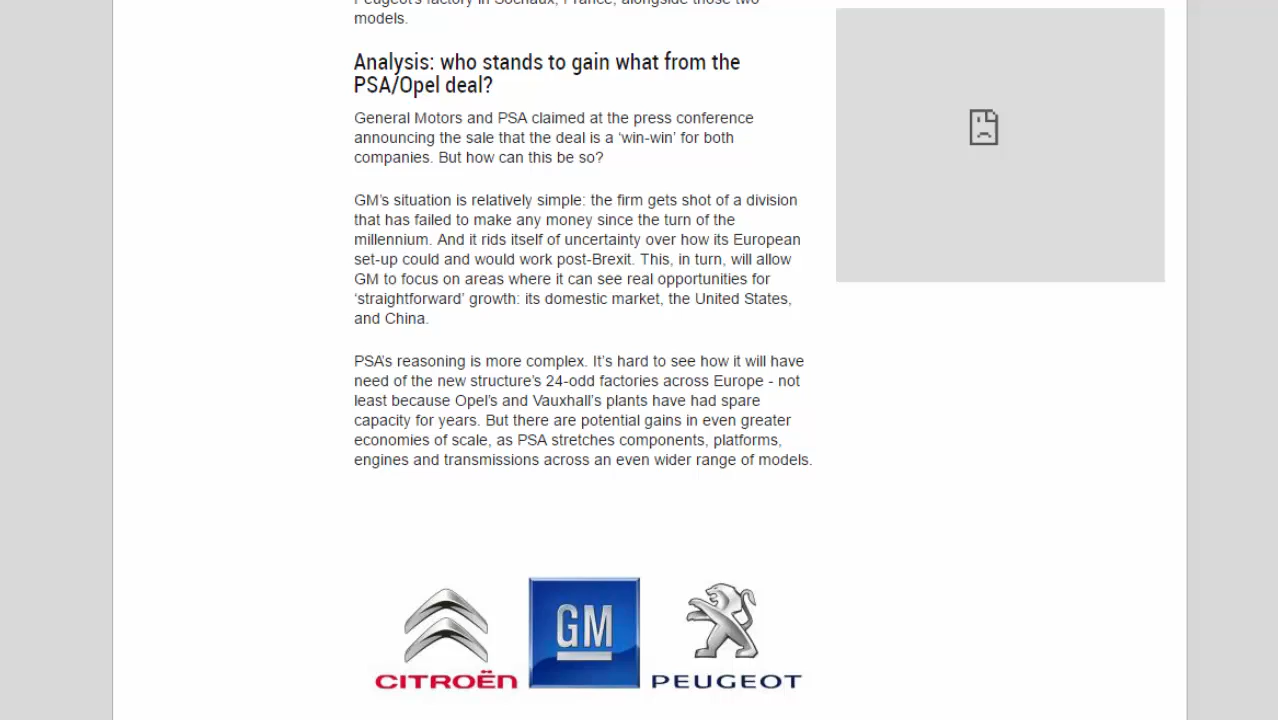 Peugeot's factory in Sochaux, France, alongside those two
models.
Analysis: who stands to gain what from the
PSA/Opel deal?
General Motors and PSA claimed at the press conference
announcing the sale that the deal is a ‘win-win’ for both
companies. But how can this be so?
GM’s situation is relatively simple: the firm gets shot of a division
that has failed to make any money since the turn of the
millennium. And it rids itself of uncertainty over how its European
set-up could and would work post-Brexit. This, in turn, will allow
GM to focus on areas where it can see real opportunities for
‘straightforward’ growth: its domestic market, the United States,
and China.
PSA’s reasoning is more complex. It’s hard to see how it will have
need of the new structure’s 24-odd factories across Europe - not
least because Opel’s and Vauxhall’s plants have had spare
capacity for years. But there are potential gains in even greater
economies of scale, as PSA stretches components, platforms,
engines and transmissions across an even wider range of models.
GM
CITROËN
PEUGEOT